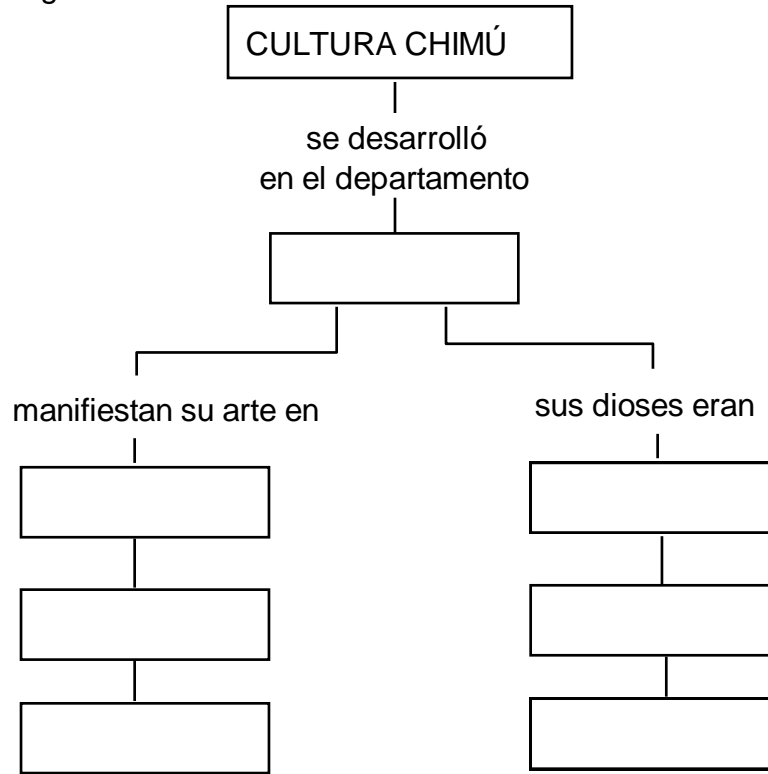 CULTURA CHIMÚ
se desarrolló
en el departamento
manifiestan su arte en
sus dioses eran